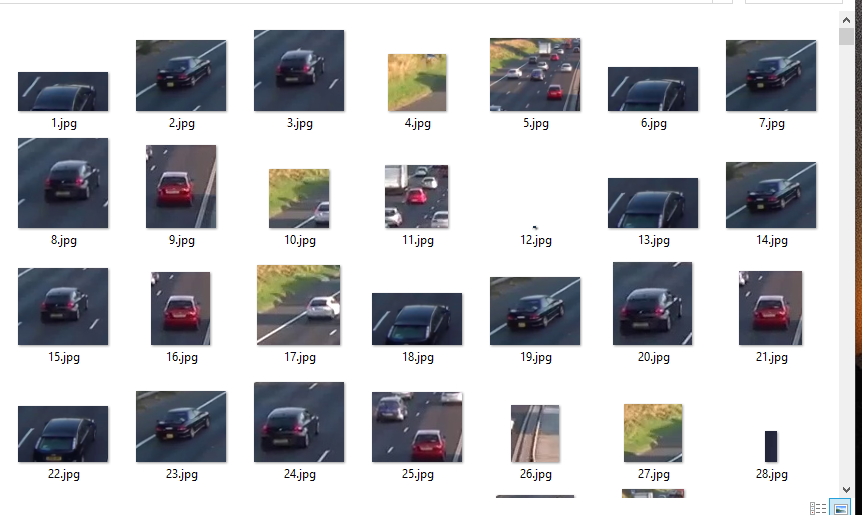 1.jpg 2.jpg 3.jpg 4.jpg 5.jpg 6.jpg 7.jpg
8.jpg 9.jpg 10.jpg 11.jpg 12.jpg 13.jpg 14.jpg
15.jpg 16.jpg 17.jpg 18.jpg 19.jpg 20.jpg 21.jpg
22.jpg 23.jpg 24.jpg 25.jpg 26.jpg 27.jpg 28.jpg